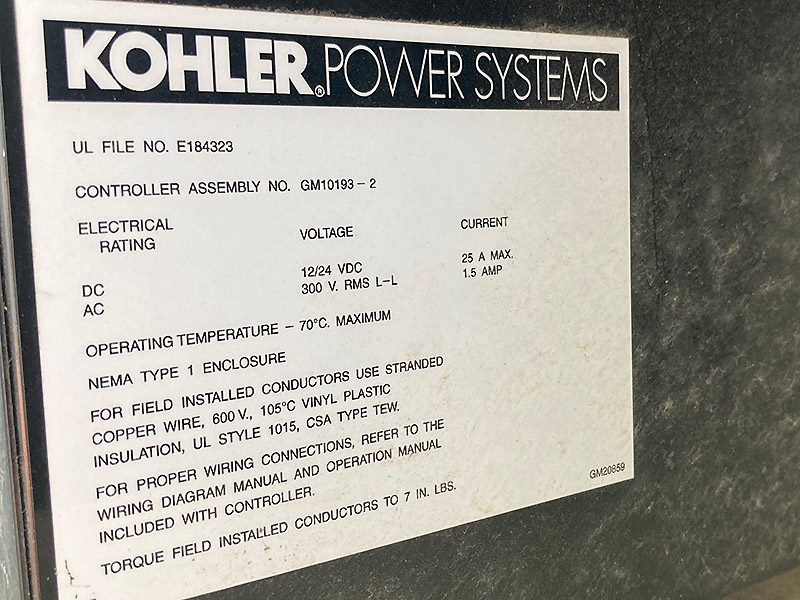 KOHLER® POWER SYSTEMS
UL FILE NO. E184323
CONTROLLER ASSEMBLY NO. GM10193-2
ELECTRICAL RATING VOLTAGE CURRENT
DC 12/24 VDC 25 A MAX.
AC 300 V. RMS L-L 1.5 AMP
OPERATING TEMPERATURE - 70°C. MAXIMUM
NEMA TYPE 1 ENCLOSURE
FOR FIELD INSTALLED CONDUCTORS USE STRANDED
COPPER WIRE, 600 V., 105°C VINYL PLASTIC
INSULATION, UL STYLE 1015, CSA TYPE TEW.
FOR PROPER WIRING CONNECTIONS, REFER TO THE
WIRING DIAGRAM MANUAL AND OPERATION MANUAL
INCLUDED WITH CONTROLLER.
TORQUE FIELD INSTALLED CONDUCTORS TO 7 IN. LBS.
GM20859